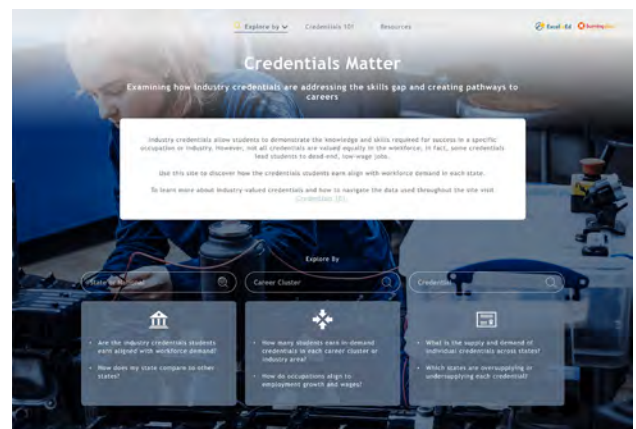 Explore by
Credentials 101
Resources
ExcelinEd
burning glass
Credentials Matter
Examining how industry credentials are addressing the skills gap and creating pathways to
careers
Industry credentials allow students to demonstrate the knowledge and skills required for success in a specific
occupation or industry. However, not all credentials are valued equally in the workforce; in fact, some credentials
lead students to dead-end, low-wage jobs.
Use this site to discover how the credentials students earn align with workforce demand in each state.
To learn more about industry-valued credentials and how to navigate the data used throughout the site visit
Credentials 101.
Explore By
State or National
Career Cluster
Credential
• Are the industry credentials students
earn aligned with workforce demand?
• How does my state compare to other
states?
• How many students earn in-demand
credentials in each career cluster or
industry area?
• How do occupations align to
employment growth and wages?
• What is the supply and demand of
individual credentials across states?
• Which states are oversupplying or
undersupplying each credential?